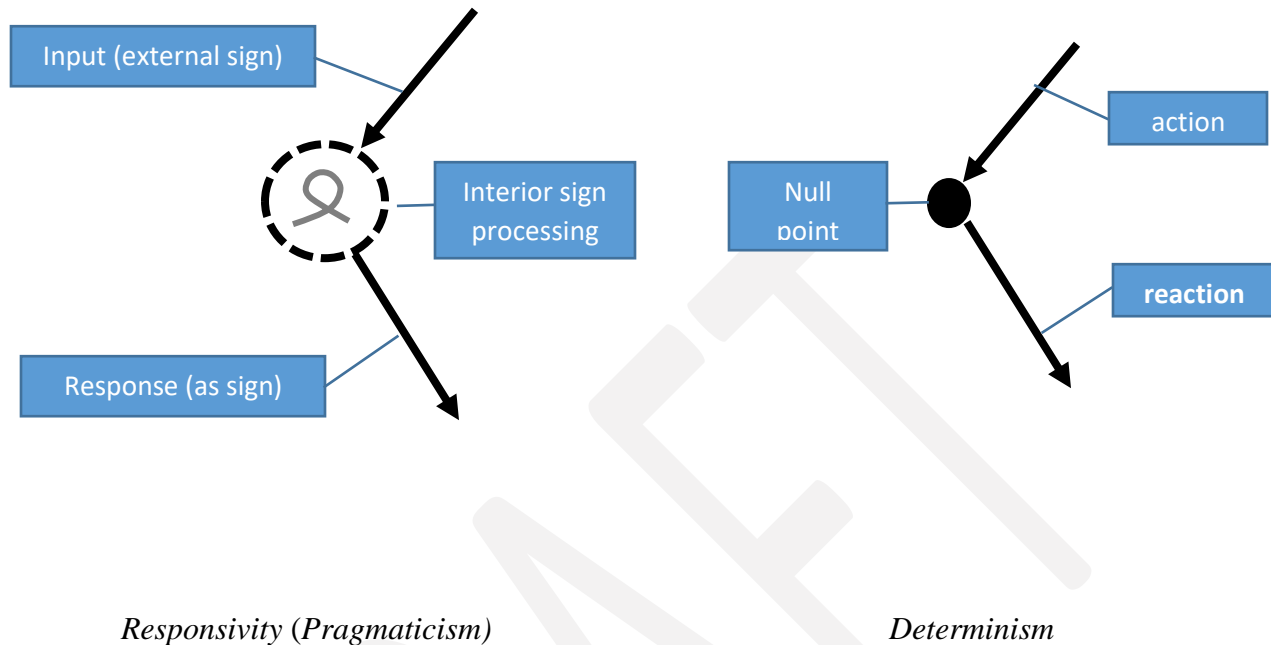 Input (external sign)
Interior sign
processing
Response (as sign)
action
Null
point
reaction
Responsivity (Pragmaticism)
Determinism